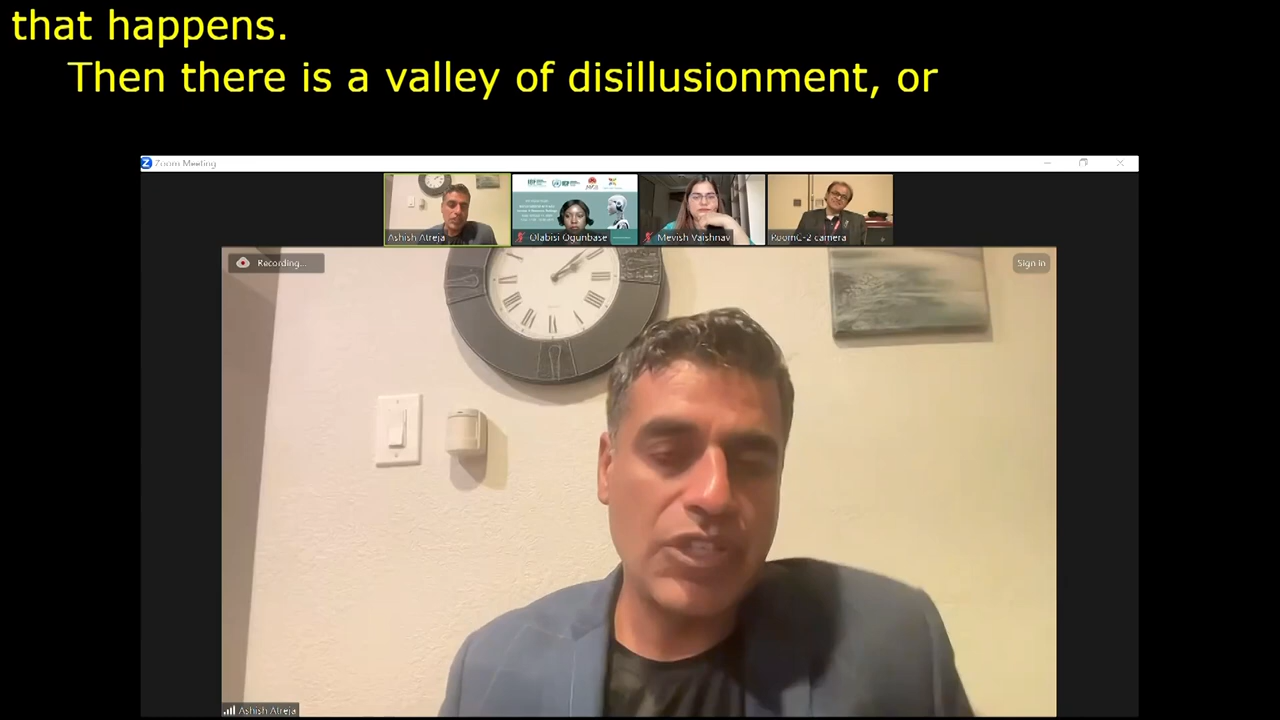 that happens.
Then there is a valley of disillusionment, or
Zoom Meeting
Ashish Atreja
Olabisi Ogunbase
Mevish Vaishnav
RoomC-2 camera
Recording...
Sign in
Ashish Atreja